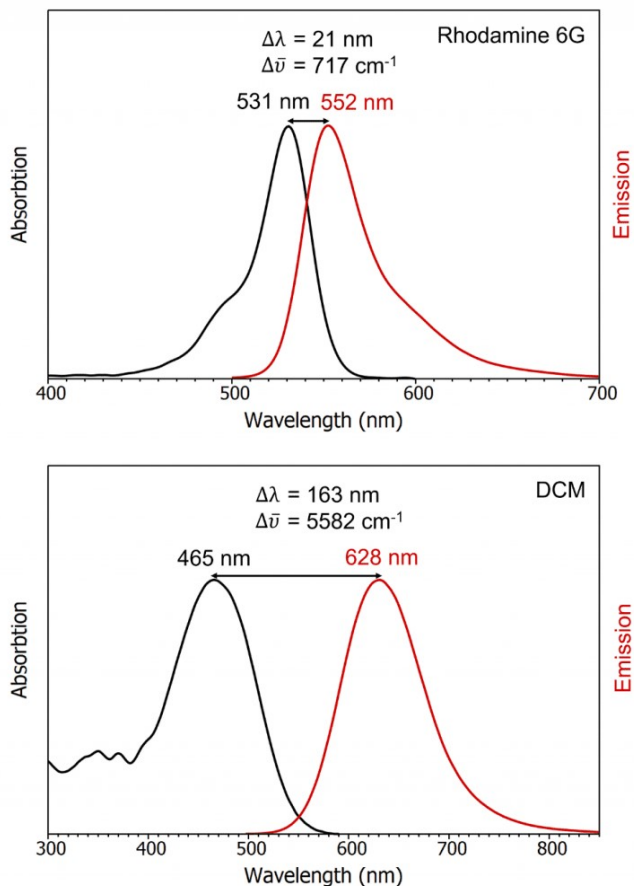 Rhodamine 6G
Δλ = 21 nm
Δῡ = 717 cm⁻¹
531 nm 552 nm
Absorbtion
Emission
400 500 600 700
Wavelength (nm)
DCM
Δλ = 163 nm
Δῡ = 5582 cm⁻¹
465 nm 628 nm
Absorbtion
Emission
300 400 500 600 700 800
Wavelength (nm)